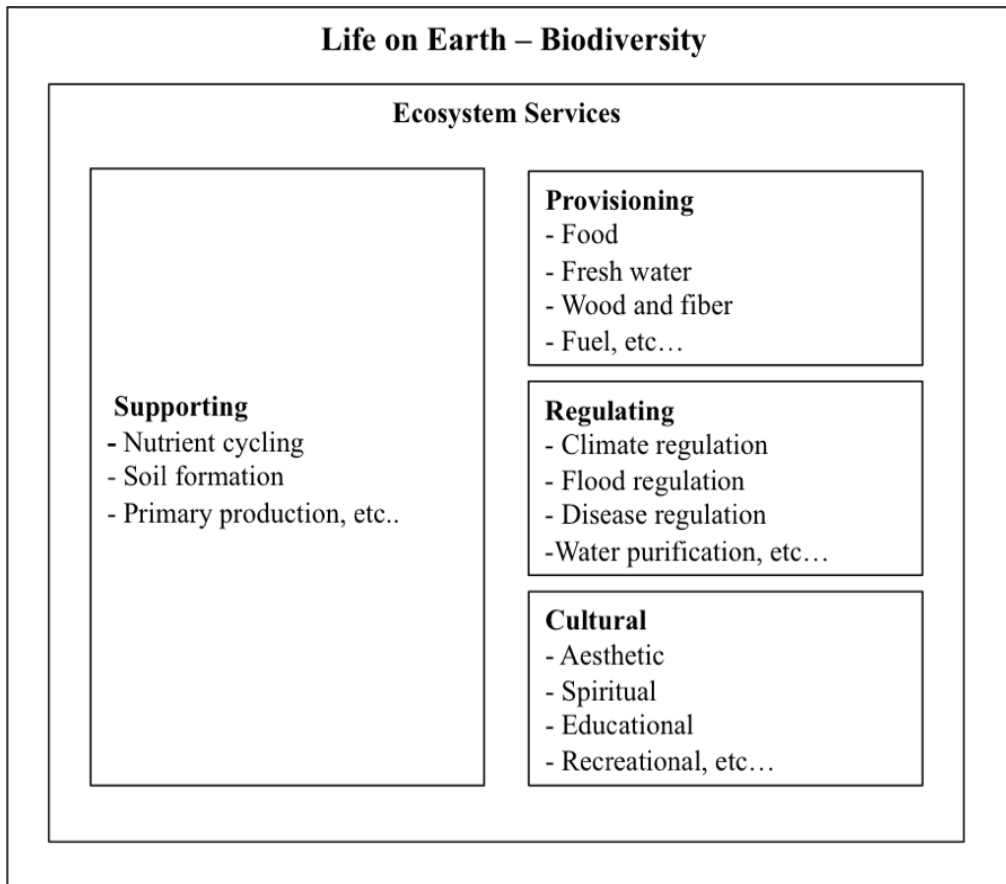 Life on Earth – Biodiversity
Ecosystem Services
Supporting
- Nutrient cycling
- Soil formation
- Primary production, etc..
Provisioning
- Food
- Fresh water
- Wood and fiber
- Fuel, etc…
Regulating
- Climate regulation
- Flood regulation
- Disease regulation
-Water purification, etc…
Cultural
- Aesthetic
- Spiritual
- Educational
- Recreational, etc…